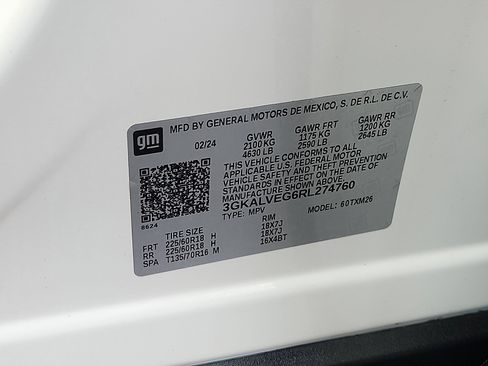 gm
MFD BY GENERAL MOTORS DE MEXICO, S. DE R.L. DE C.V.
02/24 GVWR GAWR FRT GAWR RR
2100 KG 1175 KG 1200 KG
4630 LB 2590 LB 2645 LB
THIS VEHICLE CONFORMS TO ALL
APPLICABLE U.S. FEDERAL MOTOR
VEHICLE SAFETY AND THEFT PREVENTION
STANDARDS IN EFFECT ON THE DATE OF
MANUFACTURE SHOWN ABOVE.
3GKALVEG6RL274760
TYPE: MPV MODEL: 60TXM26
8624
TIRE SIZE RIM
FRT 225/60R18 H 18X7J
RR 225/60R18 H 18X7J
SPA T135/70R16 M 16X4BT